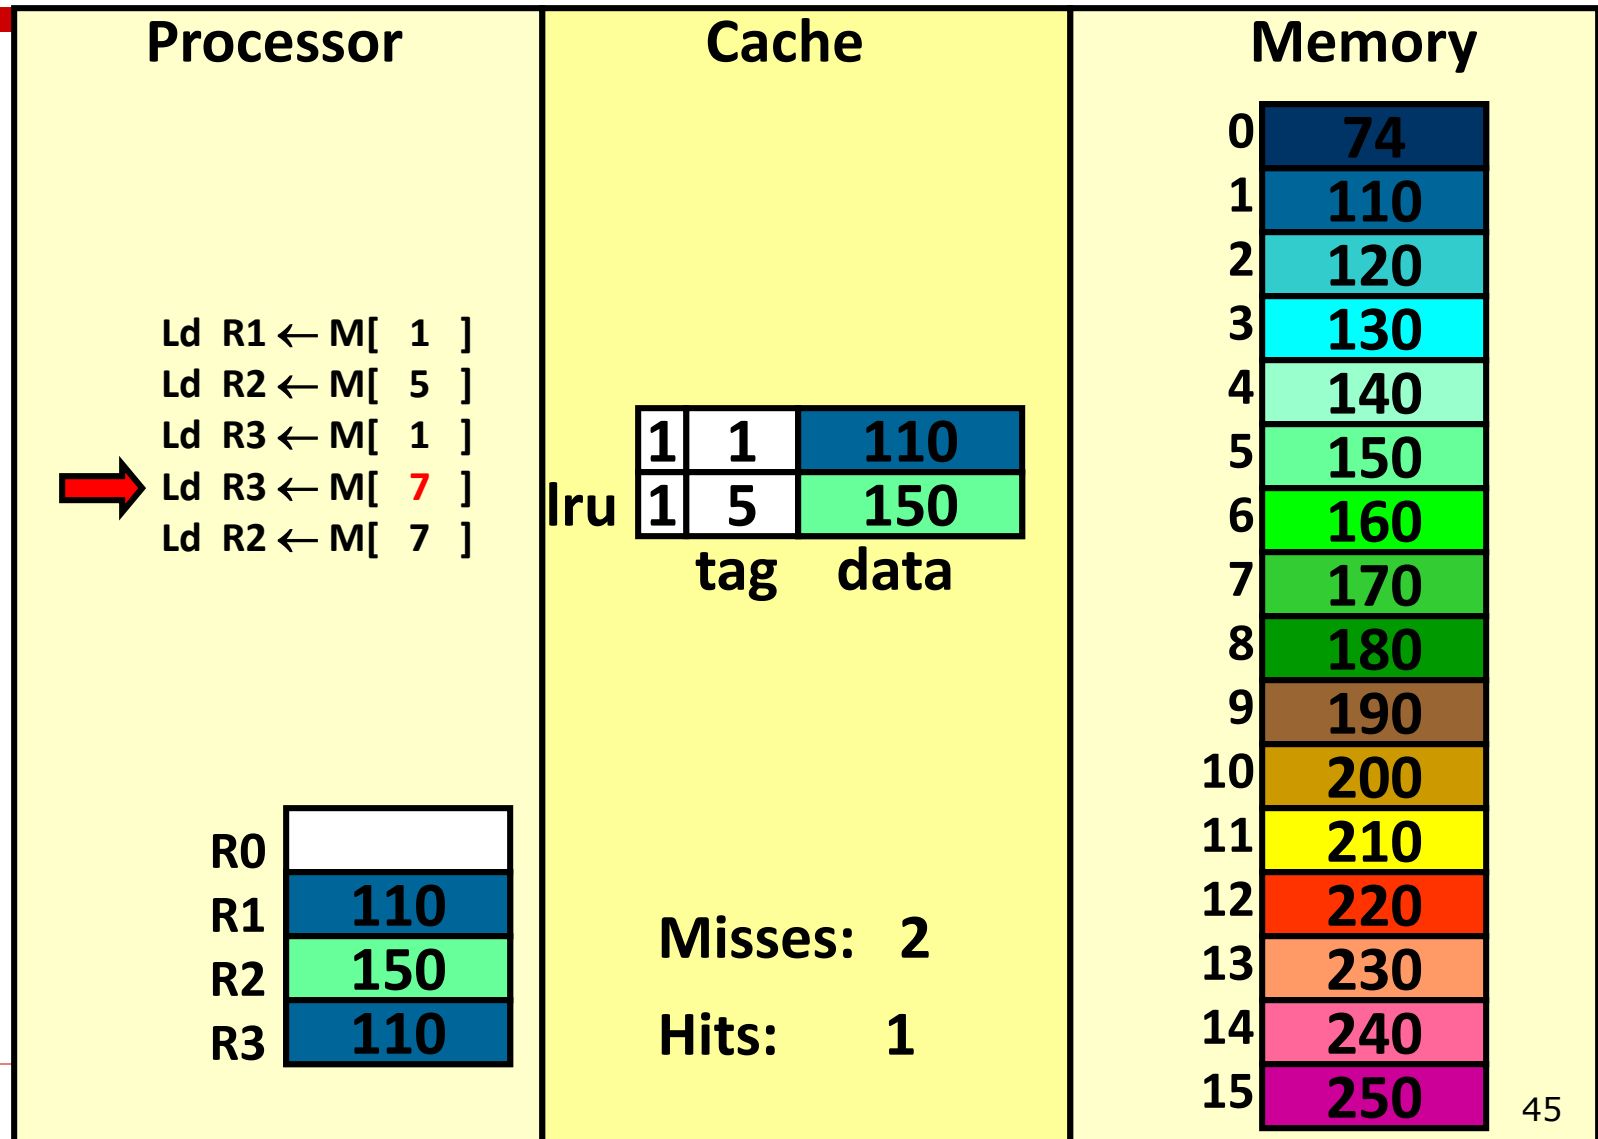 Processor
Cache
Memory
Ld R1 ← M[ 1 ]
Ld R2 ← M[ 5 ]
Ld R3 ← M[ 1 ]
Ld R3 ← M[ 7 ]
Ld R2 ← M[ 7 ]
R0
R1 110
R2 150
R3 110
1 1 110
lru 1 5 150
tag data
Misses: 2
Hits: 1
0 74
1 110
2 120
3 130
4 140
5 150
6 160
7 170
8 180
9 190
10 200
11 210
12 220
13 230
14 240
15 250
45